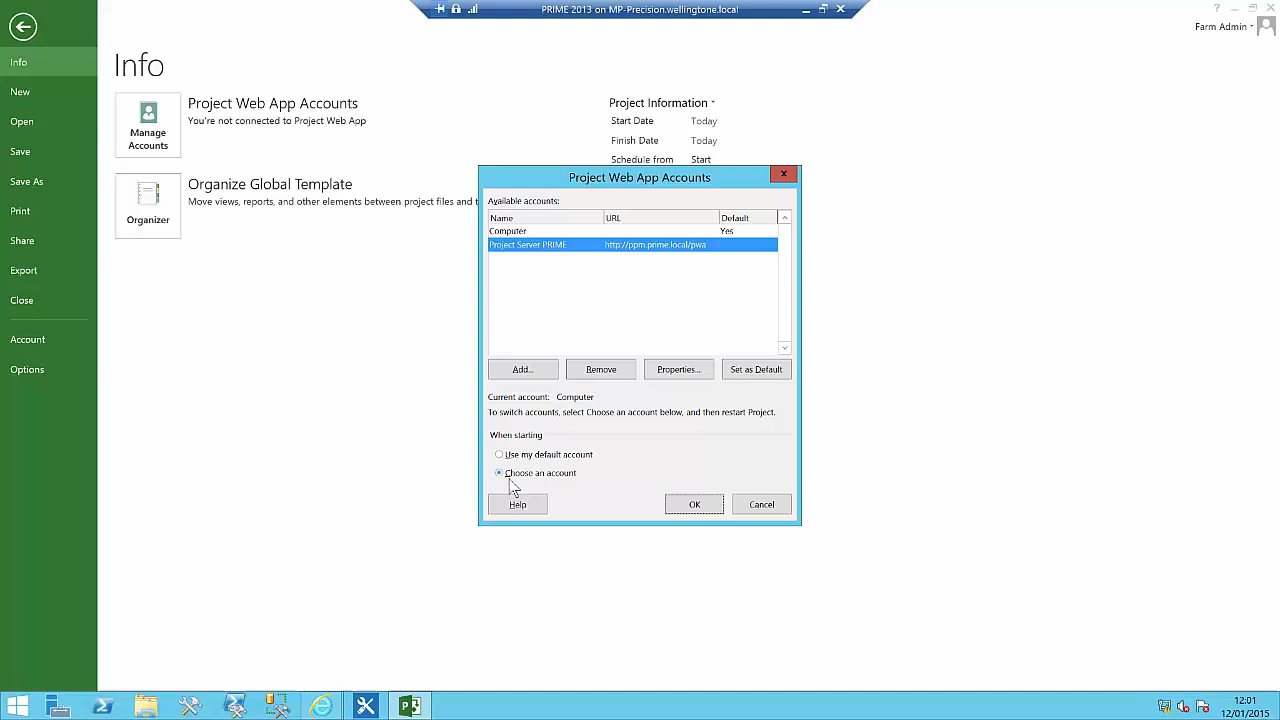 PRIME 2013 on MP-Precision.wellingtone.local
?
Farm Admin
Info
New
Open
Save
Save As
Print
Share
Export
Close
Account
Options
Info
Manage Accounts
Project Web App Accounts
You're not connected to Project Web App
Organizer
Organize Global Template
Move views, reports, and other elements between project files and t
Project Information
Start Date Today
Finish Date Today
Schedule from Start
Project Web App Accounts
Available accounts:
Name URL Default
Computer Yes
Project Server PRIME http://ppm.prime.local/pwa
Add... Remove Properties... Set as Default
Current account: Computer
To switch accounts, select Choose an account below, and then restart Project.
When starting
Use my default account
Choose an account
Help OK Cancel
12:01
12/01/2015